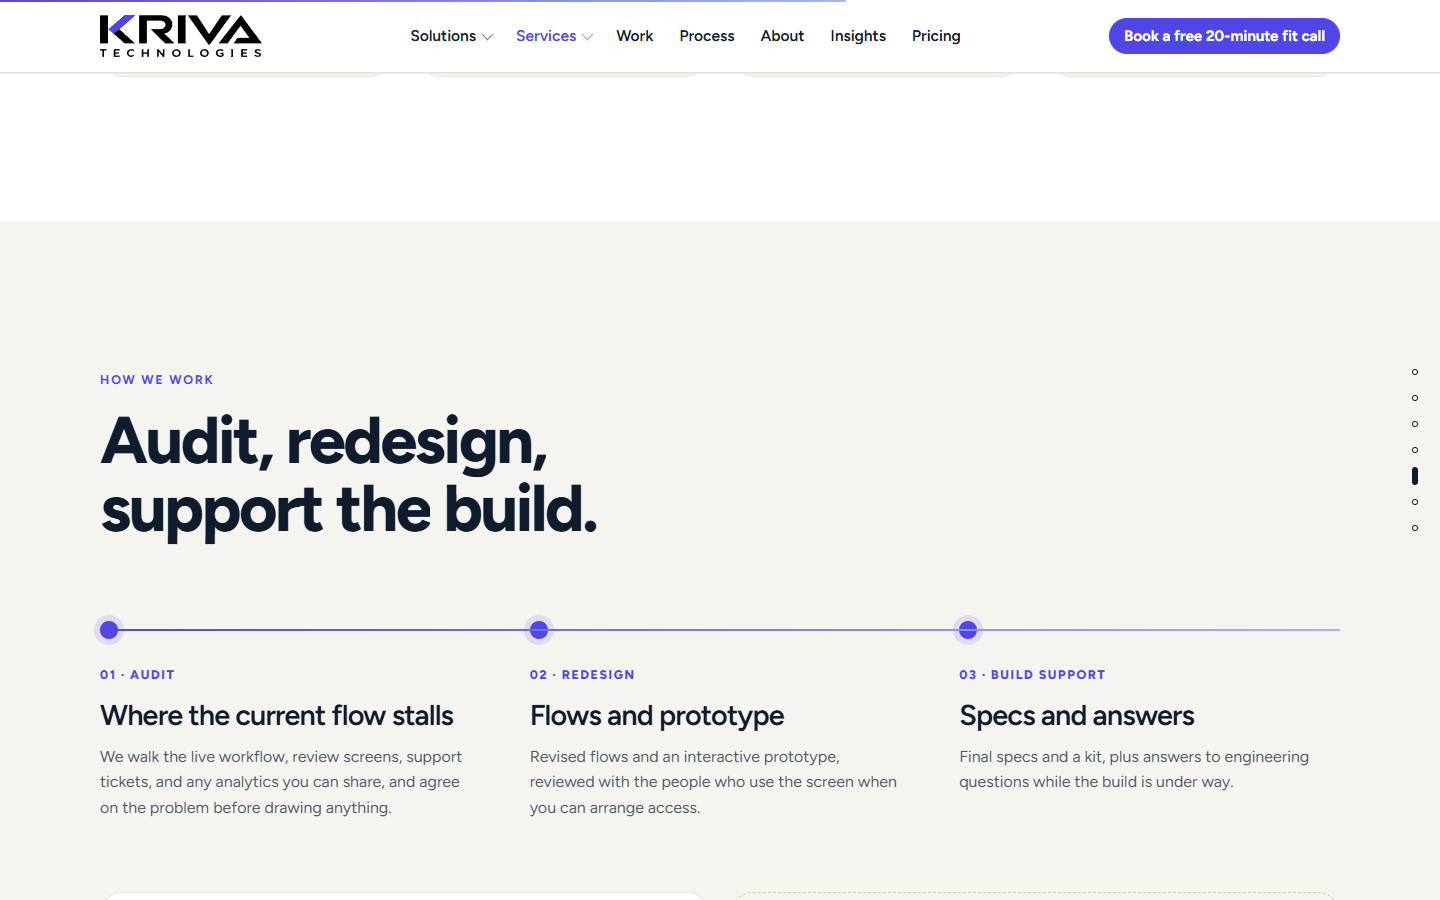 KRIVA
TECHNOLOGIES
Solutions
Services
Work
Process
About
Insights
Pricing
Book a free 20-minute fit call
HOW WE WORK
Audit, redesign,
support the build.
01 · AUDIT
Where the current flow stalls
We walk the live workflow, review screens, support
tickets, and any analytics you can share, and agree
on the problem before drawing anything.
02 · REDESIGN
Flows and prototype
Revised flows and an interactive prototype,
reviewed with the people who use the screen when
you can arrange access.
03 · BUILD SUPPORT
Specs and answers
Final specs and a kit, plus answers to engineering
questions while the build is under way.